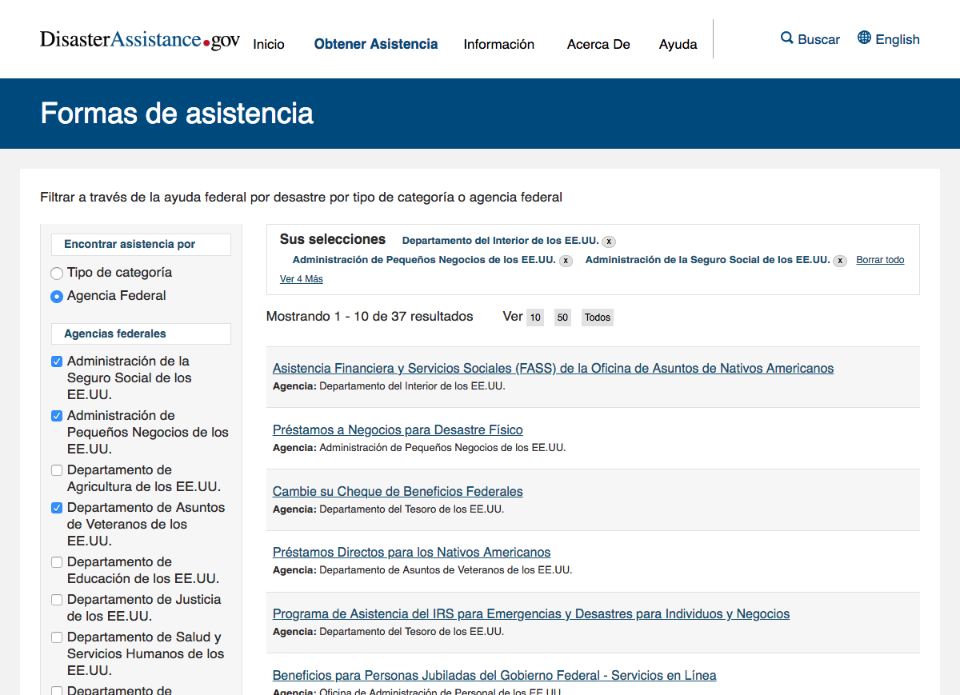 DisasterAssistance.gov
Inicio
Obtener Asistencia
Información
Acerca De
Ayuda
Buscar
English
Formas de asistencia
Filtrar a través de la ayuda federal por desastre por tipo de categoría o agencia federal
Encontrar asistencia por
Tipo de categoría
Agencia Federal
Agencias federales
Administración de la
Seguro Social de los
EE.UU.
Administración de
Pequeños Negocios de los
EE.UU.
Departamento de
Agricultura de los EE.UU.
Departamento de Asuntos
de Veteranos de los
EE.UU.
Departamento de
Educación de los EE.UU.
Departamento de Justicia
de los EE.UU.
Departamento de Salud y
Servicios Humanos de los
EE.UU.
Departamento de
Sus selecciones Departamento del Interior de los EE.UU. x
Administración de Pequeños Negocios de los EE.UU. x Administración de la Seguro Social de los EE.UU. x Borrar todo
Ver 4 Más
Mostrando 1 - 10 de 37 resultados Ver 10 50 Todos
Asistencia Financiera y Servicios Sociales (FASS) de la Oficina de Asuntos de Nativos Americanos
Agencia: Departamento del Interior de los EE.UU.
Préstamos a Negocios para Desastre Físico
Agencia: Administración de Pequeños Negocios de los EE.UU.
Cambie su Cheque de Beneficios Federales
Agencia: Departamento del Tesoro de los EE.UU.
Préstamos Directos para los Nativos Americanos
Agencia: Departamento de Asuntos de Veteranos de los EE.UU.
Programa de Asistencia del IRS para Emergencias y Desastres para Individuos y Negocios
Agencia: Departamento del Tesoro de los EE.UU.
Beneficios para Personas Jubiladas del Gobierno Federal - Servicios en Línea
Agencia: Oficina de Administración de Personal de los EE.UU.